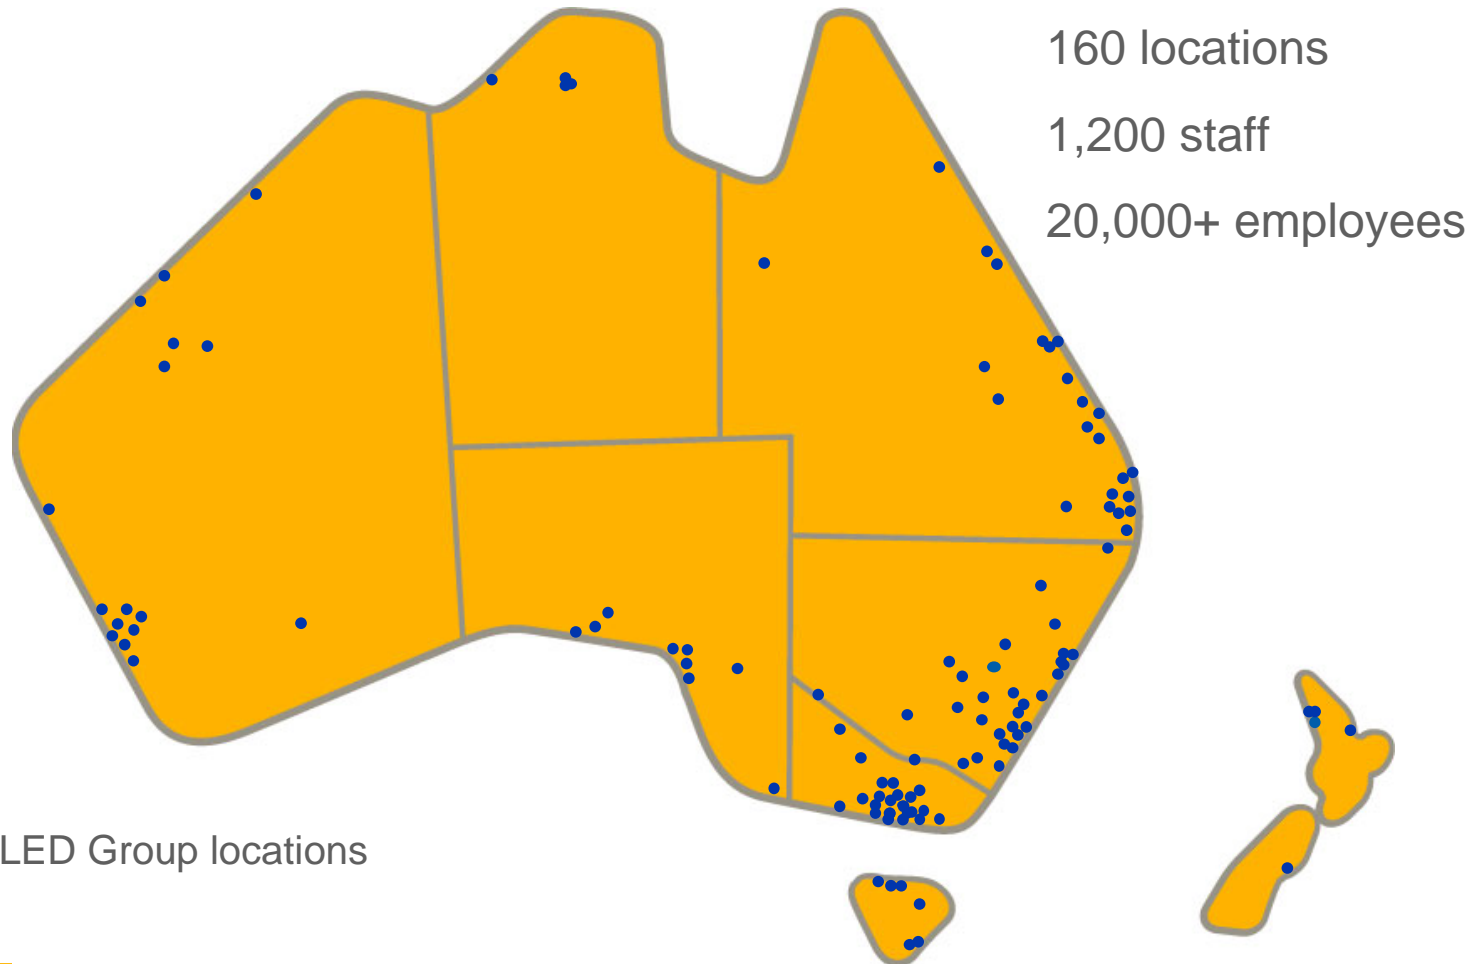 160 locations
1,200 staff
20,000+ employees
LED Group locations